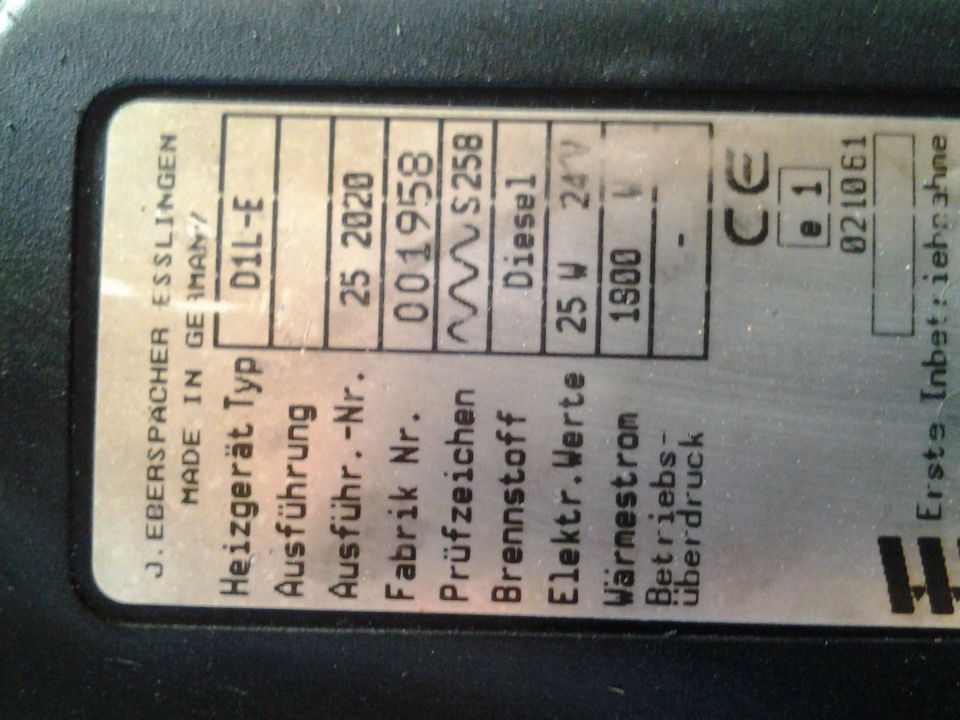 J.EBERSPÄCHER ESSLINGEN
MADE IN GERMANY
Heizgerät Typ D1L-E
Ausführung
Ausführ.-Nr. 25 2020
Fabrik Nr. 001958
Prüfzeichen S258
Brennstoff Diesel
Elektr.Werte 25 W 24V
Wärmestrom 1800 W
Betriebs-
überdruck -
CE
e 1
021061
Erste Inbetriebnahme